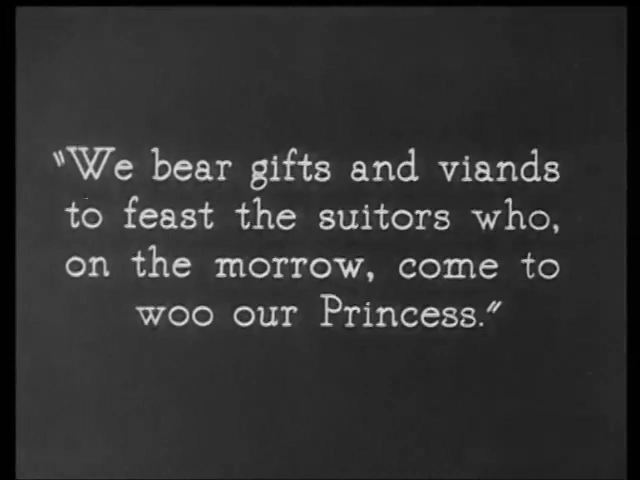 "We bear gifts and viands
to feast the suitors who,
on the morrow, come to
woo our Princess."